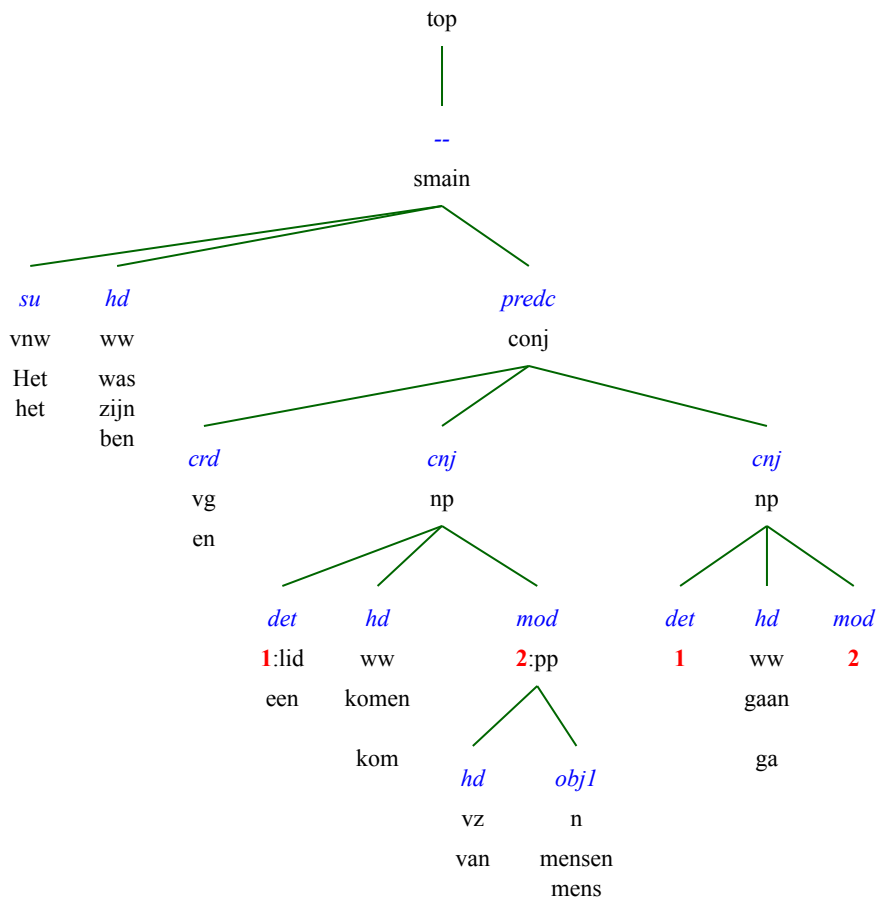 top
--
smain
su hd predc
vnw ww conj
Het was
het zijn
ben
crd cnj cnj
vg np np
en
det hd mod det hd mod
1:lid ww 2:pp 1 ww 2
een komen gaan
kom ga
hd obj1
vz n
van mensen
mens